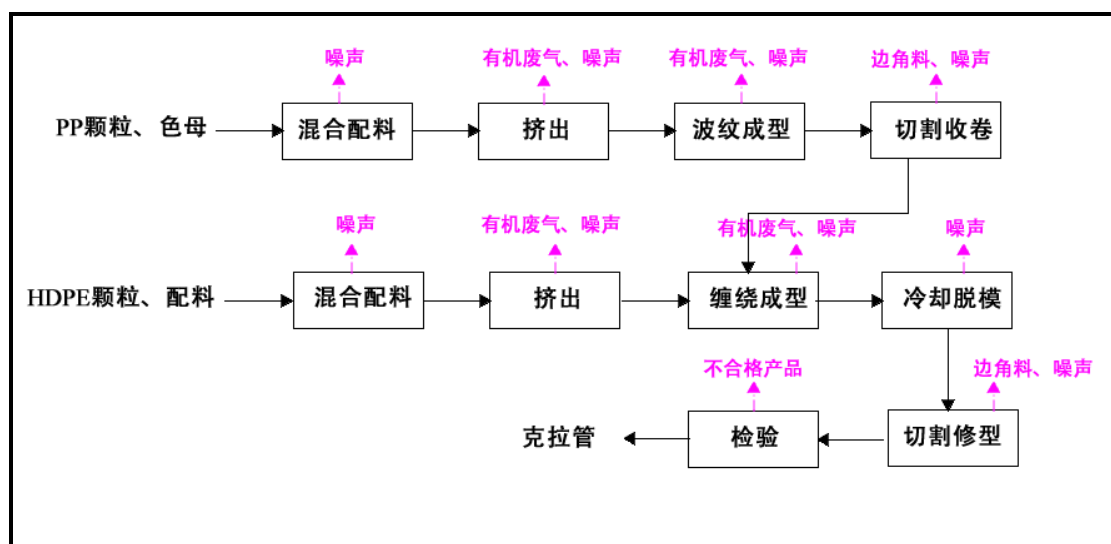 噪声
有机废气、噪声
有机废气、噪声
边角料、噪声
PP颗粒、色母
混合配料
挤出
波纹成型
切割收卷
噪声
有机废气、噪声
有机废气、噪声
噪声
HDPE颗粒、配料
混合配料
挤出
缠绕成型
冷却脱模
不合格产品
边角料、噪声
克拉管
检验
切割修型